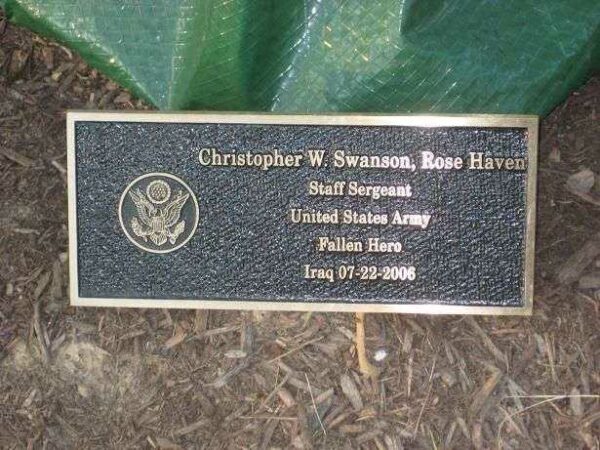 Christopher W. Swanson, Rose Haven
Staff Sergeant
United States Army
Fallen Hero
Iraq 07-22-2006